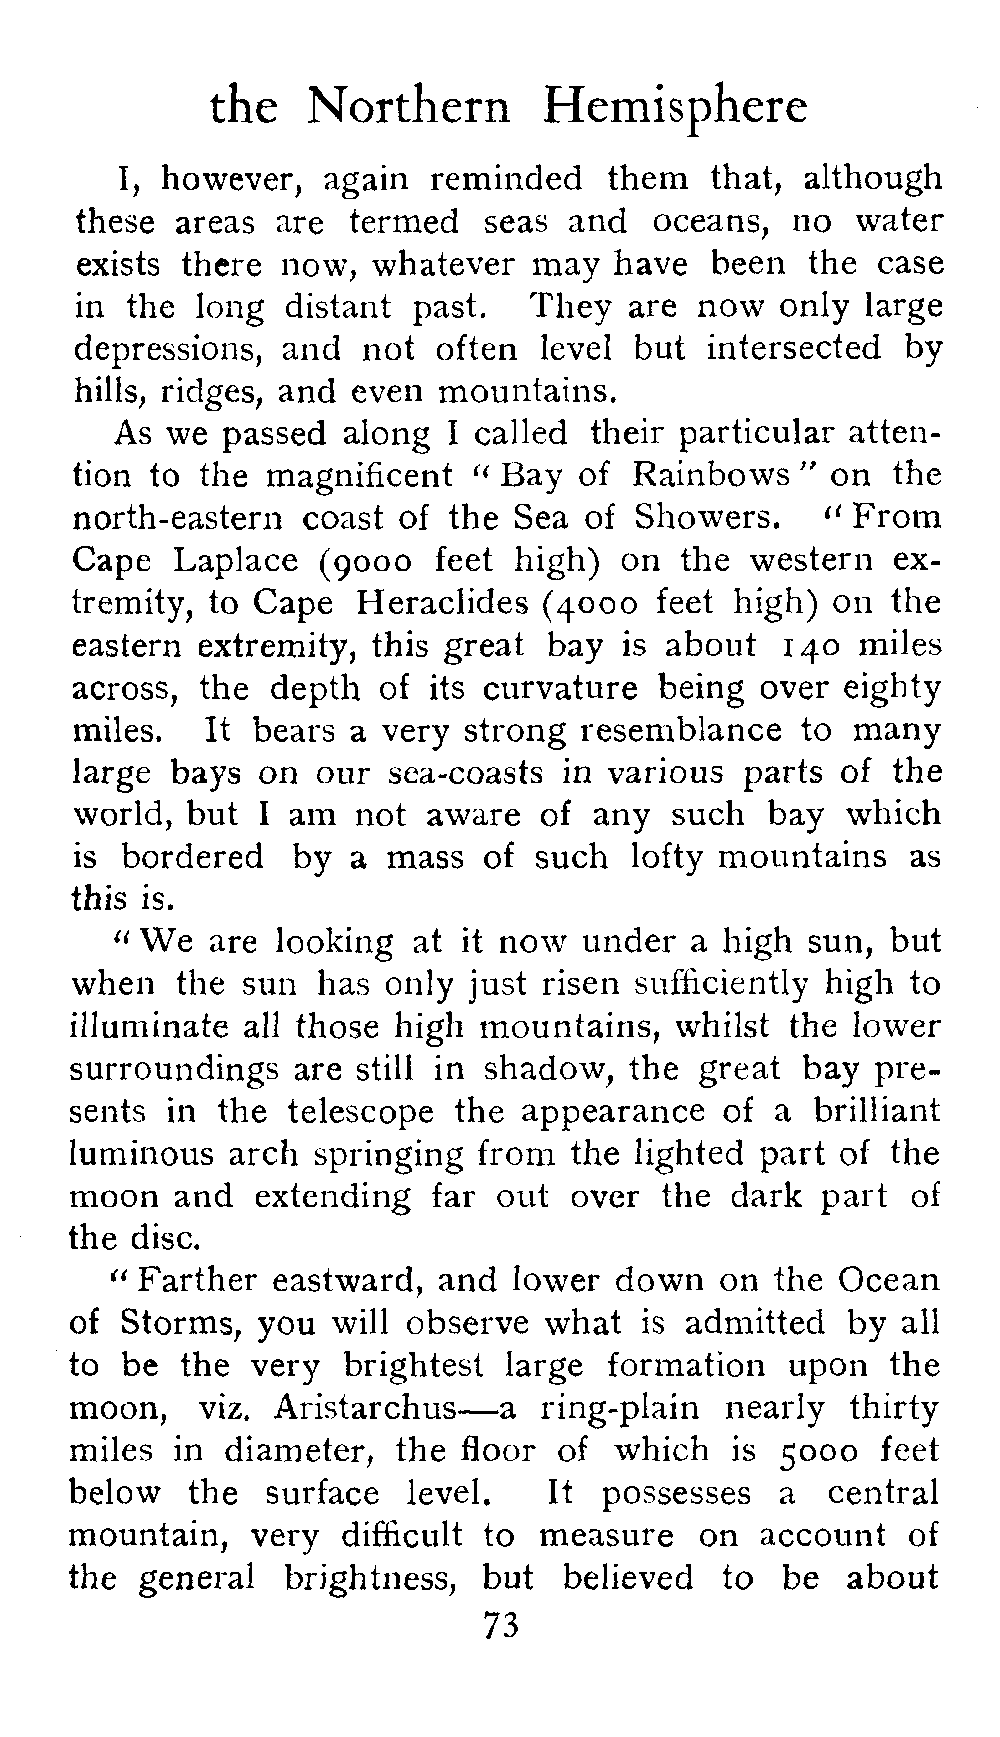 the Northern Hemisphere
I, however, again reminded them that, although
these areas are termed seas and oceans, no water
exists there now, whatever may have been the case
in the long distant past. They are now only large
depressions, and not often level but intersected by
hills, ridges, and even mountains.
As we passed along I called their particular atten-
tion to the magnificent “Bay of Rainbows” on the
north-eastern coast of the Sea of Showers. “From
Cape Laplace (9000 feet high) on the western ex-
tremity, to Cape Heraclides (4000 feet high) on the
eastern extremity, this great bay is about 140 miles
across, the depth of its curvature being over eighty
miles. It bears a very strong resemblance to many
large bays on our sea-coasts in various parts of the
world, but I am not aware of any such bay which
is bordered by a mass of such lofty mountains as
this is.
“We are looking at it now under a high sun, but
when the sun has only just risen sufficiently high to
illuminate all those high mountains, whilst the lower
surroundings are still in shadow, the great bay pre-
sents in the telescope the appearance of a brilliant
luminous arch springing from the lighted part of the
moon and extending far out over the dark part of
the disc.
“Farther eastward, and lower down on the Ocean
of Storms, you will observe what is admitted by all
to be the very brightest large formation upon the
moon, viz. Aristarchus—a ring-plain nearly thirty
miles in diameter, the floor of which is 5000 feet
below the surface level. It possesses a central
mountain, very difficult to measure on account of
the general brightness, but believed to be about
73